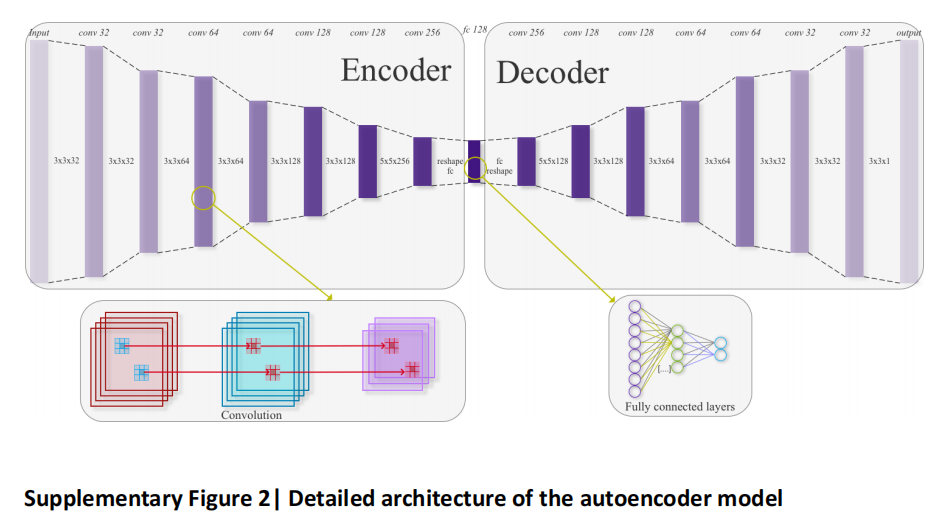 Input conv 32 conv 32 conv 64 conv 64 conv 128 conv 128 conv 256 fc 128 conv 256 conv 128 conv 128 conv 64 conv 64 conv 32 conv 32 output
Encoder Decoder
3x3x32 3x3x32 3x3x64 3x3x64 3x3x128 3x3x128 5x5x256 reshape fc fc reshape 5x5x128 3x3x128 3x3x64 3x3x64 3x3x32 3x3x32 3x3x1
[...]
Convolution
Fully connected layers
Supplementary Figure 2| Detailed architecture of the autoencoder model